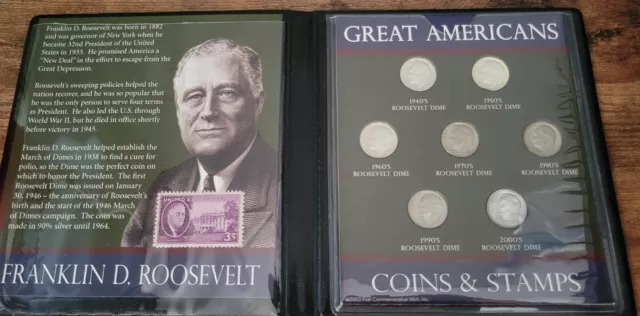 Franklin D. Roosevelt was born in 1882
and was governor of New York when he
became 32nd President of the United
States in 1933. He promised America a
"New Deal" in the effort to escape from the
Great Depression.
Roosevelt's sweeping policies helped the
nation recover, and he was so popular that
he was the only person to serve four terms
as President. He also led the U.S. through
World War II, but he died in office shortly
before victory in 1945.
Franklin D. Roosevelt helped establish the
March of Dimes in 1938 to find a cure for
polio, so the Dime was the perfect coin on
which to honor the President. The first
Roosevelt Dime was issued on January
30, 1946 - the anniversary of Roosevelt's
birth and the start of the 1946 March
of Dimes campaign. The coin was
made in 90% silver until 1964.
3¢
FRANKLIN D. ROOSEVELT
GREAT AMERICANS
1940'S
ROOSEVELT DIME
1950'S
ROOSEVELT DIME
1960'S
ROOSEVELT DIME
1970'S
ROOSEVELT DIME
1980'S
ROOSEVELT DIME
1990'S
ROOSEVELT DIME
2000'S
ROOSEVELT DIME
COINS & STAMPS
Commemorative Mint, Inc.